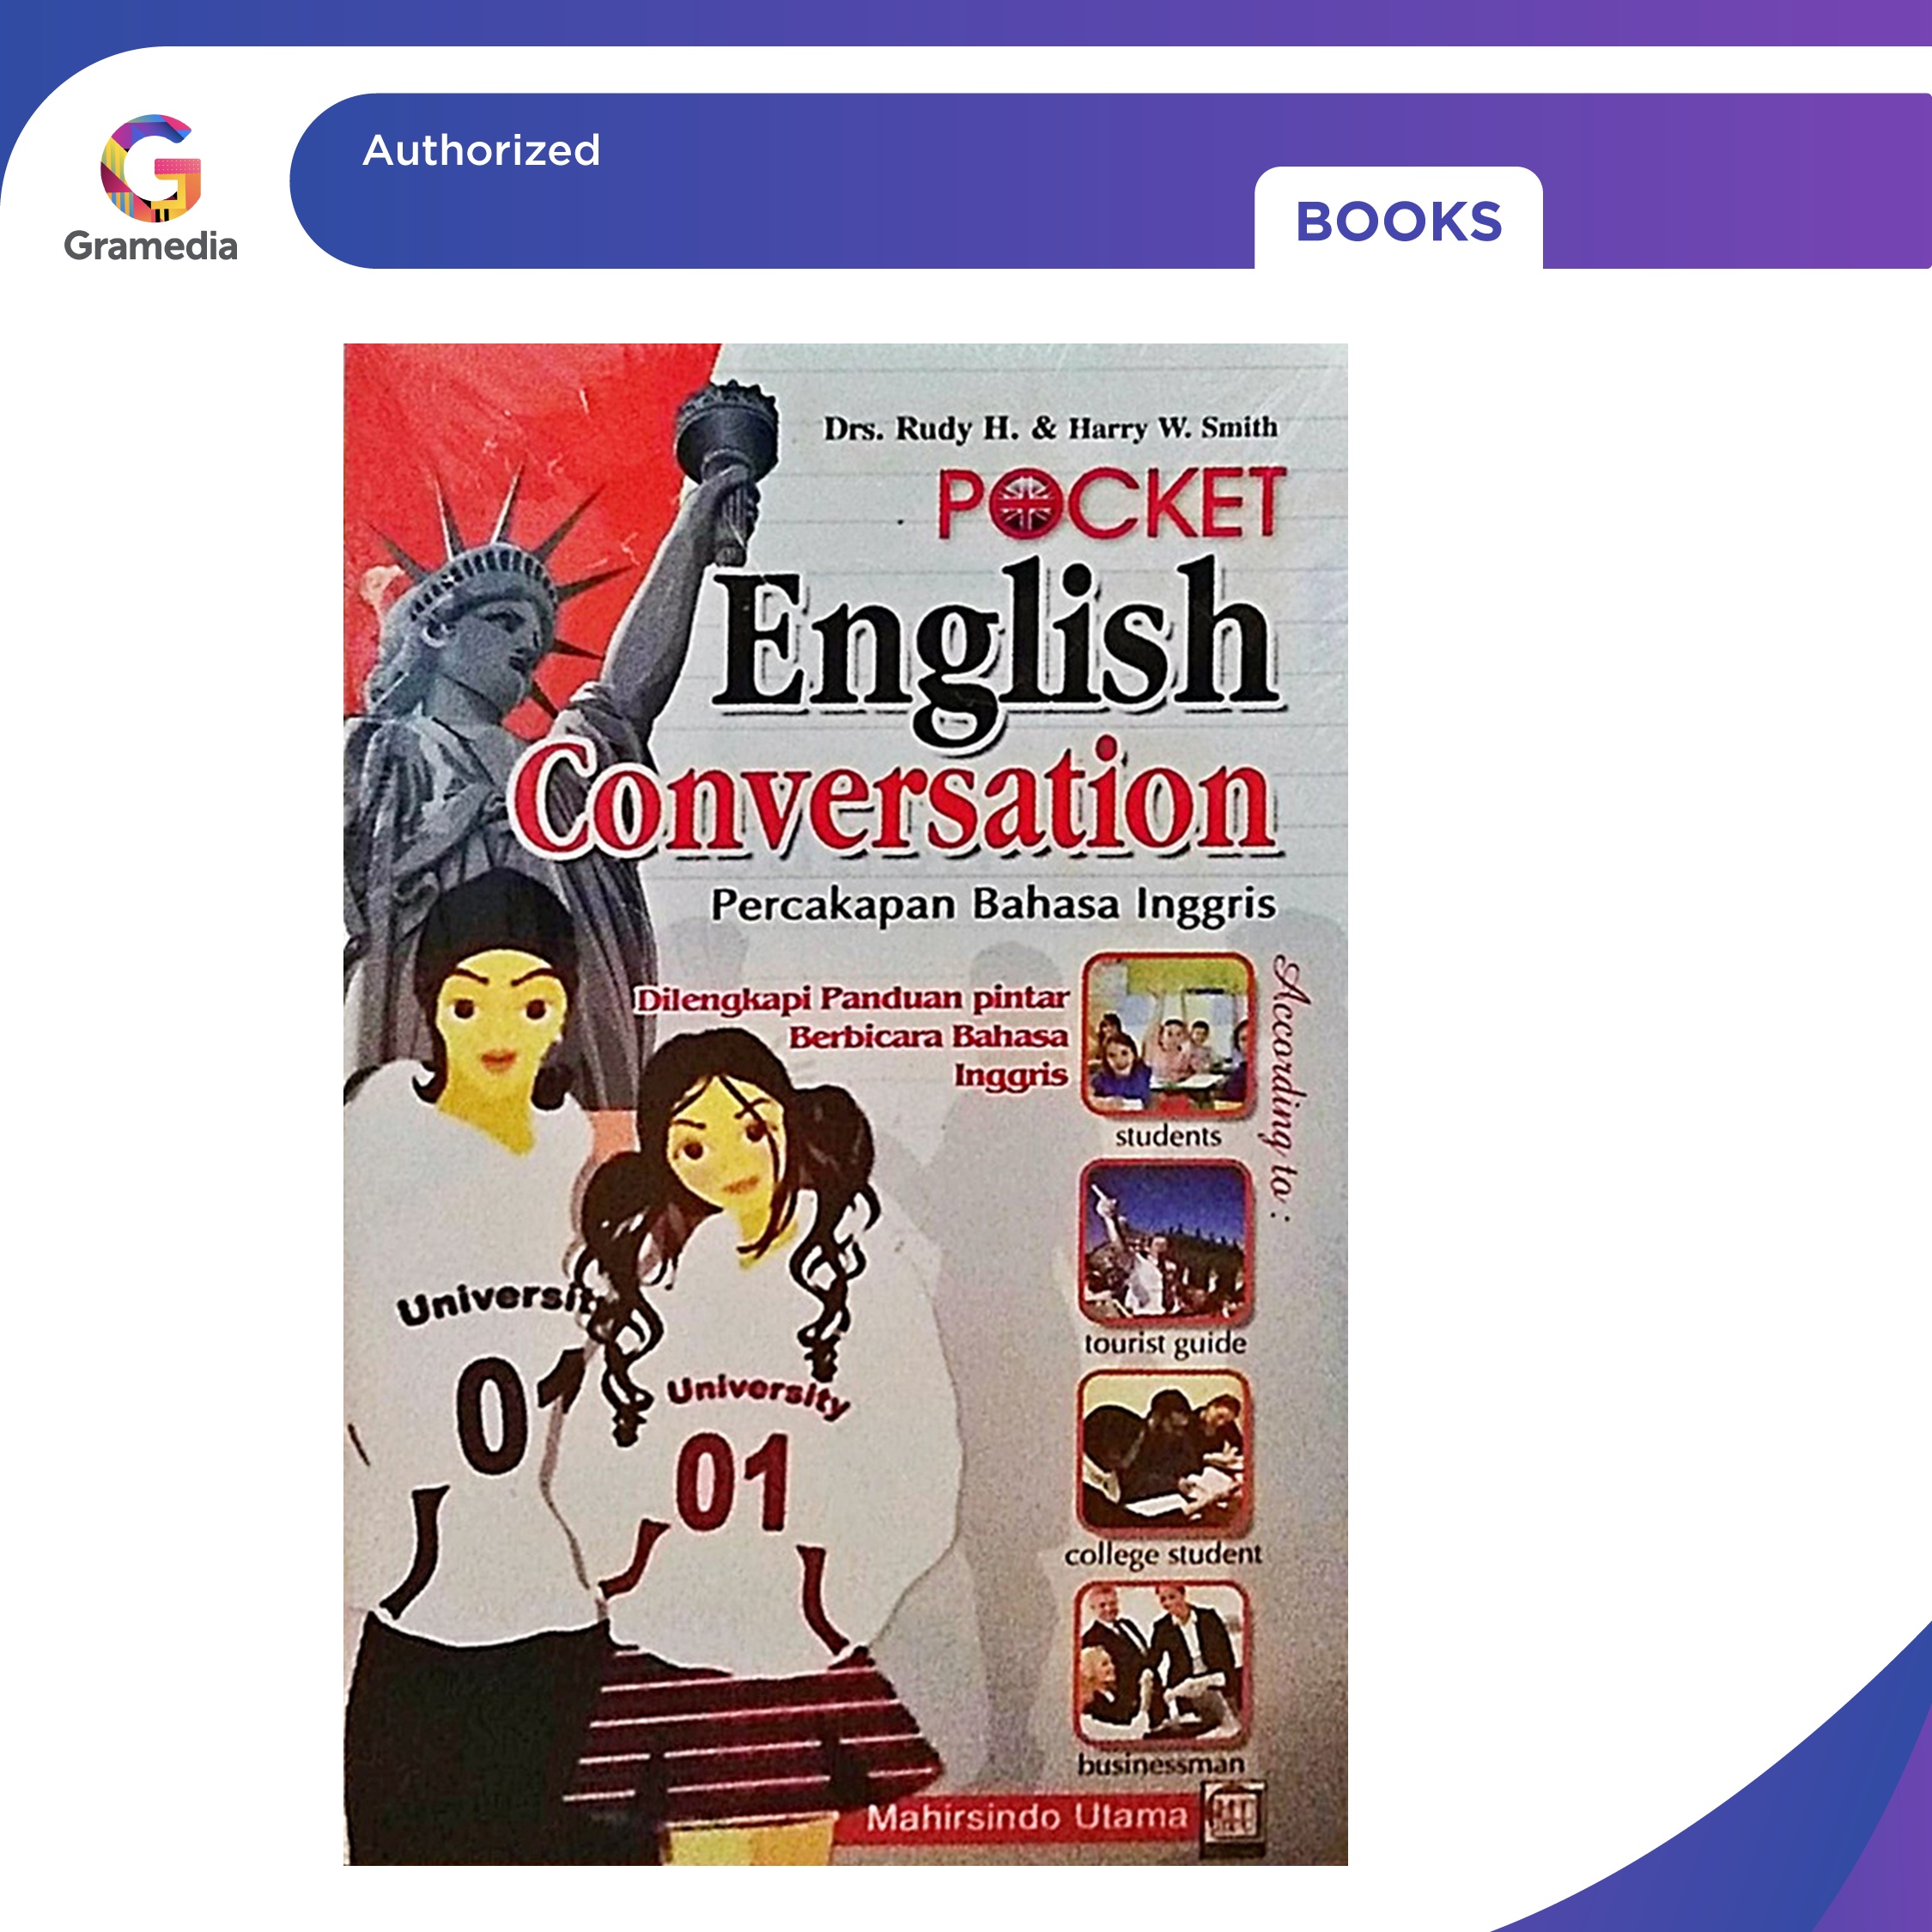 Authorized
BOOKS
Gramedia
Drs. Rudy H. & Harry W. Smith
POCKET
English
Conversation
Percakapan Bahasa Inggris
Dilengkapi Panduan pintar
Berbicara Bahasa
Inggris
According to :
students
tourist guide
college student
businessman
University
01
University
01
Mahirsindo Utama